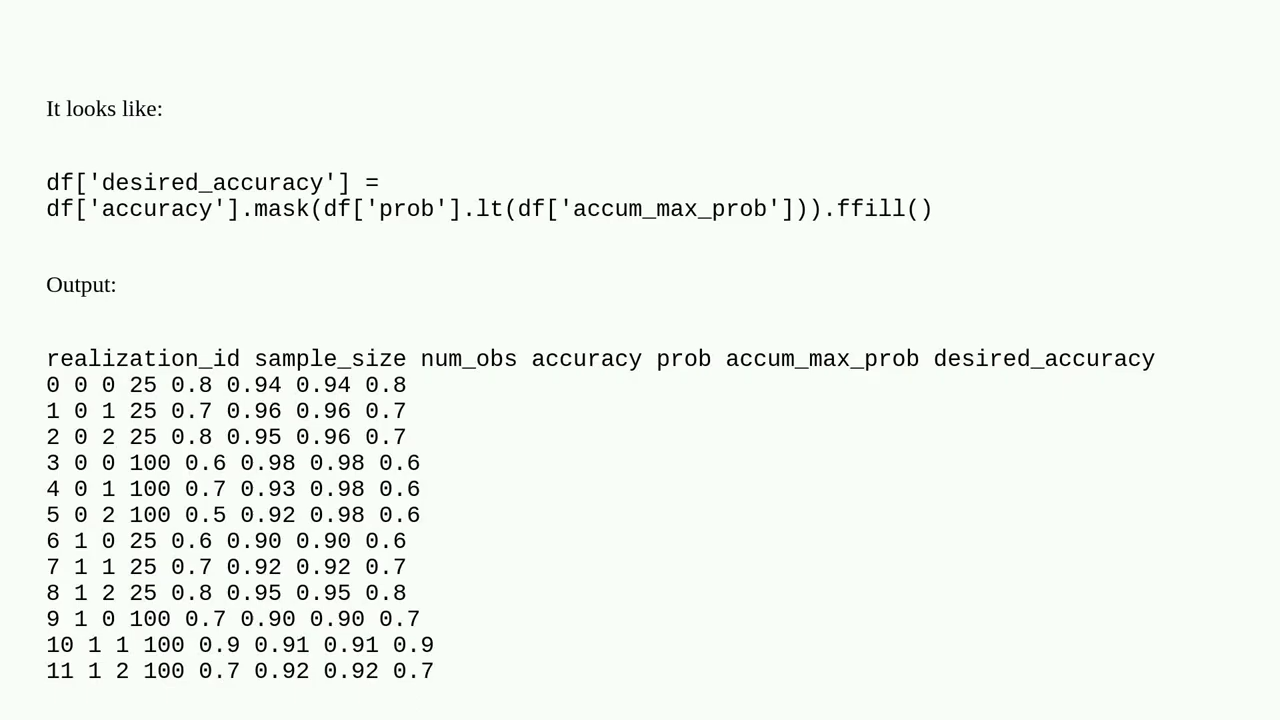 It looks like:
df['desired_accuracy'] =
df['accuracy'].mask(df['prob'].lt(df['accum_max_prob'])).ffill()
Output:
realization_id sample_size num_obs accuracy prob accum_max_prob desired_accuracy
0 0 0 25 0.8 0.94 0.94 0.8
1 0 1 25 0.7 0.96 0.96 0.7
2 0 2 25 0.8 0.95 0.96 0.7
3 0 0 100 0.6 0.98 0.98 0.6
4 0 1 100 0.7 0.93 0.98 0.6
5 0 2 100 0.5 0.92 0.98 0.6
6 1 0 25 0.6 0.90 0.90 0.6
7 1 1 25 0.7 0.92 0.92 0.7
8 1 2 25 0.8 0.95 0.95 0.8
9 1 0 100 0.7 0.90 0.90 0.7
10 1 1 100 0.9 0.91 0.91 0.9
11 1 2 100 0.7 0.92 0.92 0.7